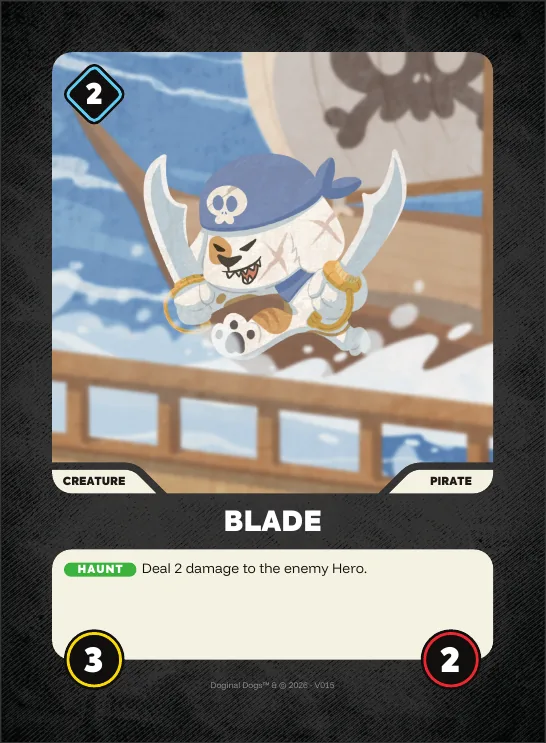 2
CREATURE
PIRATE
BLADE
HAUNT Deal 2 damage to the enemy Hero.
3
2
Doginal Dogs™ & © 2026 · V015